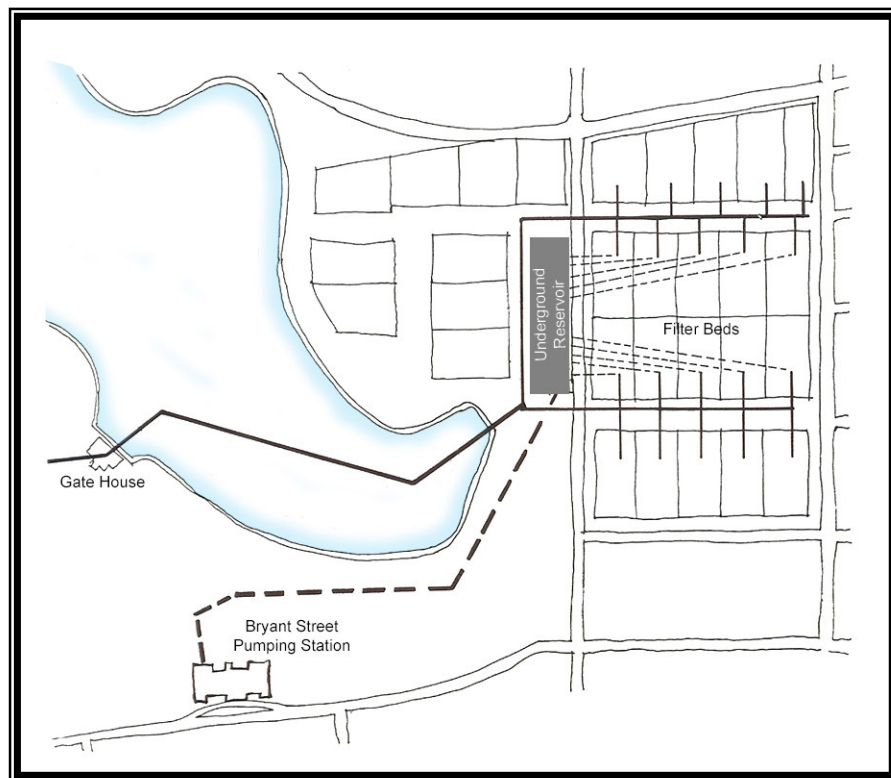 Underground
Reservoir
Filter Beds
Gate House
Bryant Street
Pumping Station